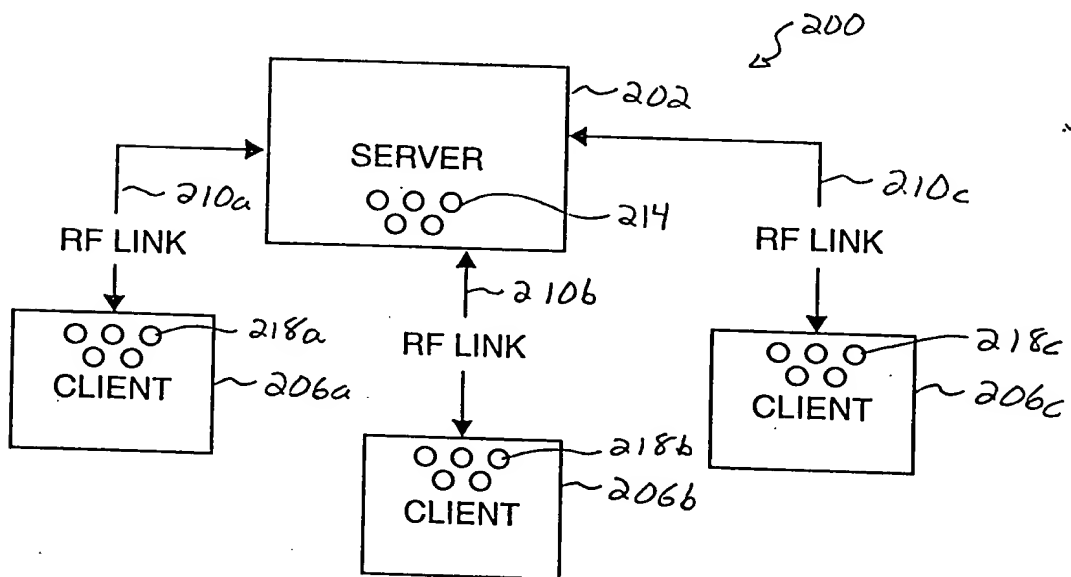 200
202
SERVER
214
210a
RF LINK
210b
RF LINK
210c
RF LINK
218a
CLIENT
206a
218b
CLIENT
206b
218c
CLIENT
206c